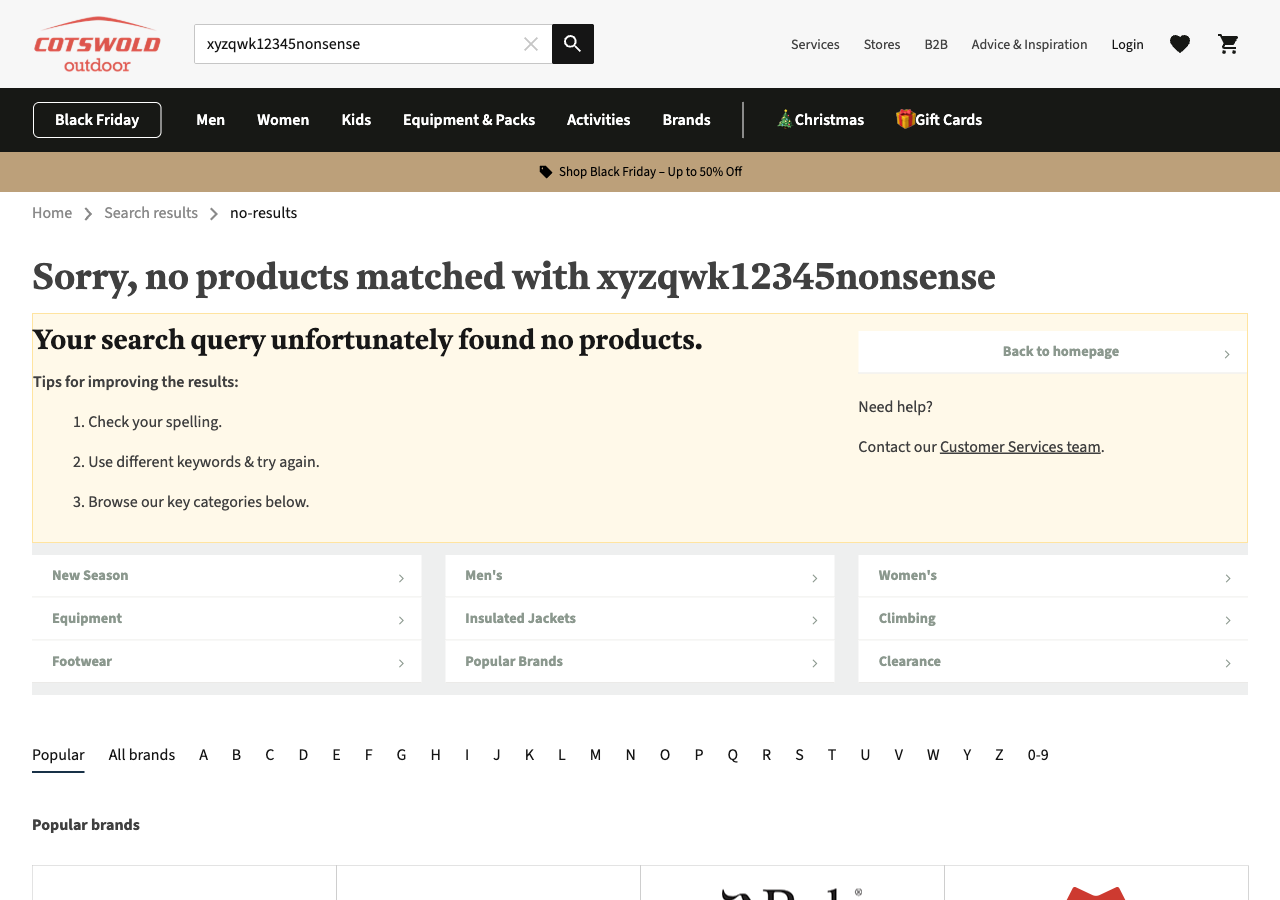 COTSWOLD
outdoor
xyzqwk12345nonsense
Services Stores B2B Advice & Inspiration Login
Black Friday Men Women Kids Equipment & Packs Activities Brands Christmas Gift Cards
Shop Black Friday – Up to 50% Off
Home Search results no-results
Sorry, no products matched with xyzqwk12345nonsense
Your search query unfortunately found no products.
Tips for improving the results:
1. Check your spelling.
2. Use different keywords & try again.
3. Browse our key categories below.
Back to homepage
Need help?
Contact our Customer Services team.
New Season Men's Women's
Equipment Insulated Jackets Climbing
Footwear Popular Brands Clearance
Popular All brands A B C D E F G H I J K L M N O P Q R S T U V W Y Z 0-9
Popular brands